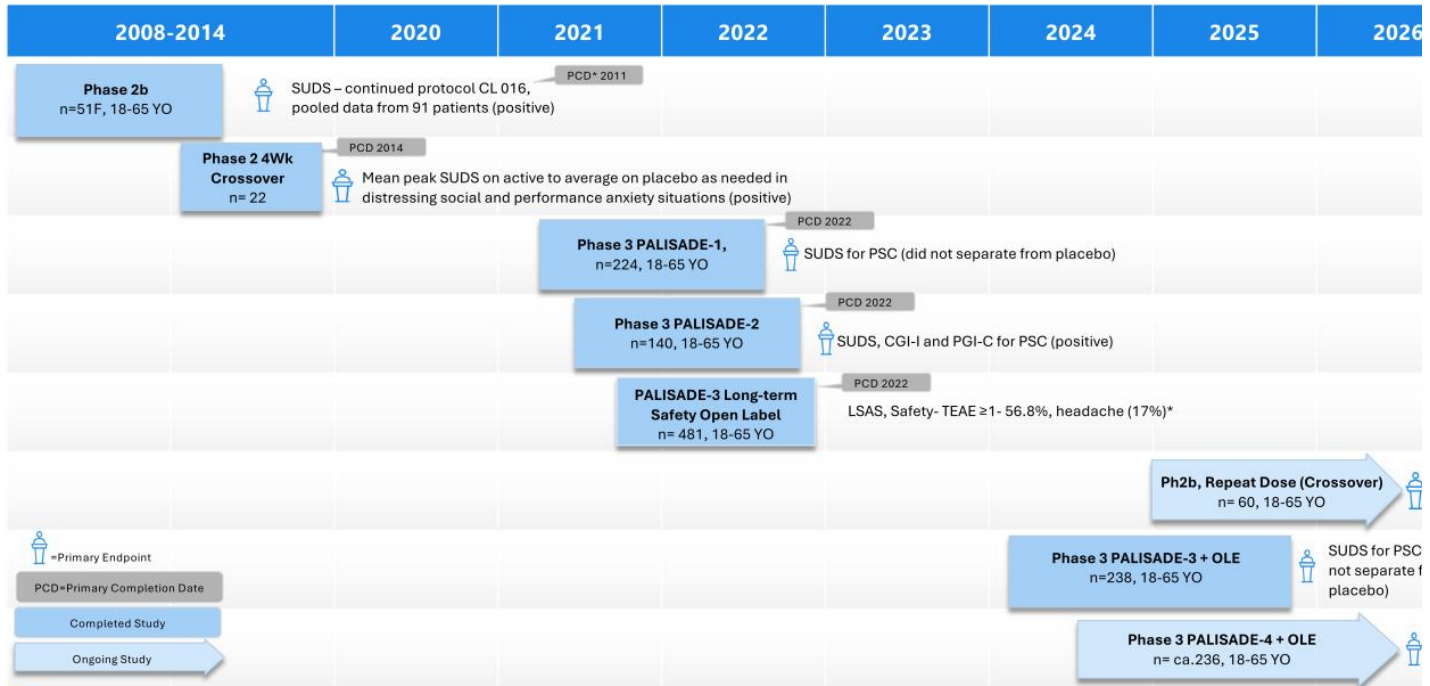 2008-2014 2020 2021 2022 2023 2024 2025 2026
Phase 2b
n=51F, 18-65 YO
SUDS – continued protocol CL 016,
pooled data from 91 patients (positive)
PCD* 2011
Phase 2 4Wk
Crossover
n= 22
PCD 2014
Mean peak SUDS on active to average on placebo as needed in
distressing social and performance anxiety situations (positive)
Phase 3 PALISADE-1,
n=224, 18-65 YO
PCD 2022
SUDS for PSC (did not separate from placebo)
Phase 3 PALISADE-2
n=140, 18-65 YO
PCD 2022
SUDS, CGI-I and PGI-C for PSC (positive)
PALISADE-3 Long-term
Safety Open Label
n= 481, 18-65 YO
PCD 2022
LSAS, Safety- TEAE ≥1- 56.8%, headache (17%)*
Ph2b, Repeat Dose (Crossover)
n= 60, 18-65 YO
=Primary Endpoint
PCD=Primary Completion Date
Completed Study
Ongoing Study
Phase 3 PALISADE-3 + OLE
n=238, 18-65 YO
SUDS for PSC
not separate f
placebo)
Phase 3 PALISADE-4 + OLE
n= ca.236, 18-65 YO